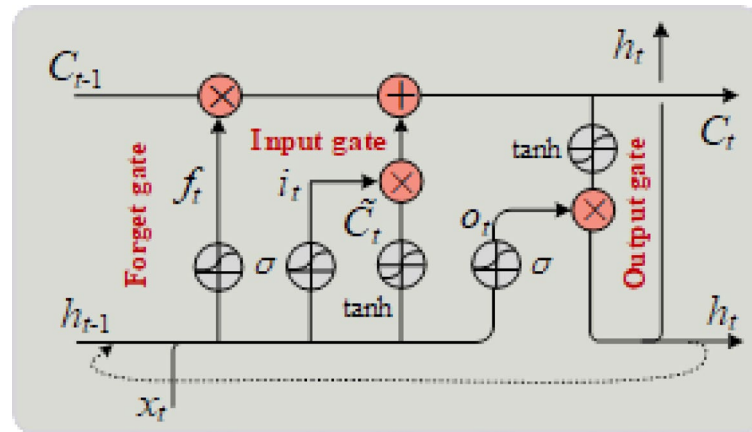 h_t
C_{t-1}
× +
C_t
Input gate
tanh
Forget gate
f_t
i_t
×
C̃_t
o_t
×
Output gate
σ
σ
tanh
h_{t-1}
h_t
x_t